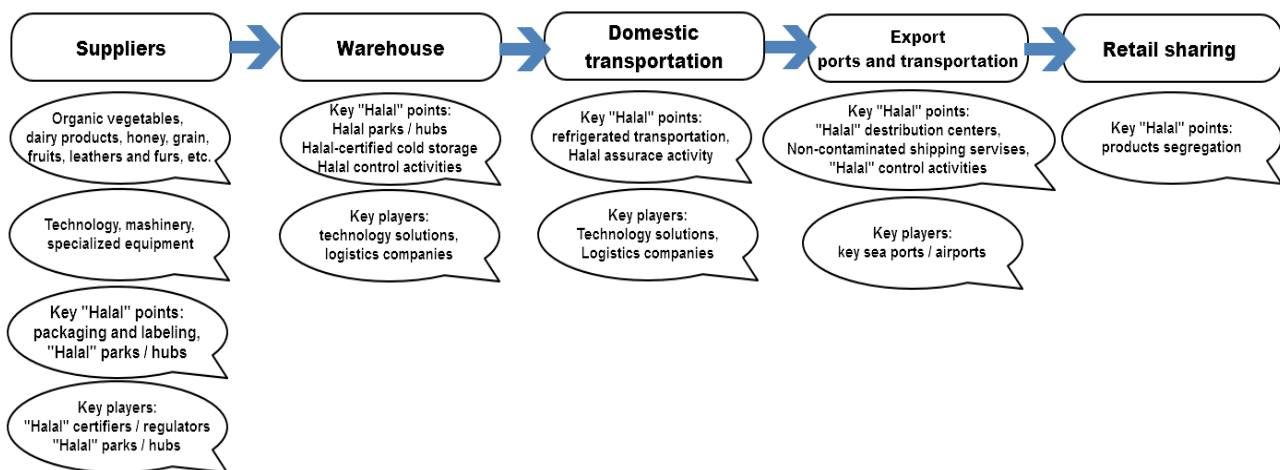 Suppliers
Warehouse
Domestic
transportation
Export
ports and transportation
Retail sharing
Organic vegetables,
dairy products, honey, grain,
fruits, leathers and furs, etc.
Technology, mashinery,
specialized equipment
Key "Halal" points:
packaging and labeling,
"Halal" parks / hubs
Key players:
"Halal" certifiers / regulators
"Halal" parks / hubs
Key "Halal" points:
Halal parks / hubs
Halal-certified cold storage
Halal control activities
Key players:
technology solutions,
logistics companies
Key "Halal" points:
refrigerated transportation,
Halal assurace activity
Key players:
Technology solutions,
Logistics companies
Key "Halal" points:
"Halal" destribution centers,
Non-contaminated shipping servises,
"Halal" control activities
Key players:
key sea ports / airports
Key "Halal" points:
products segregation